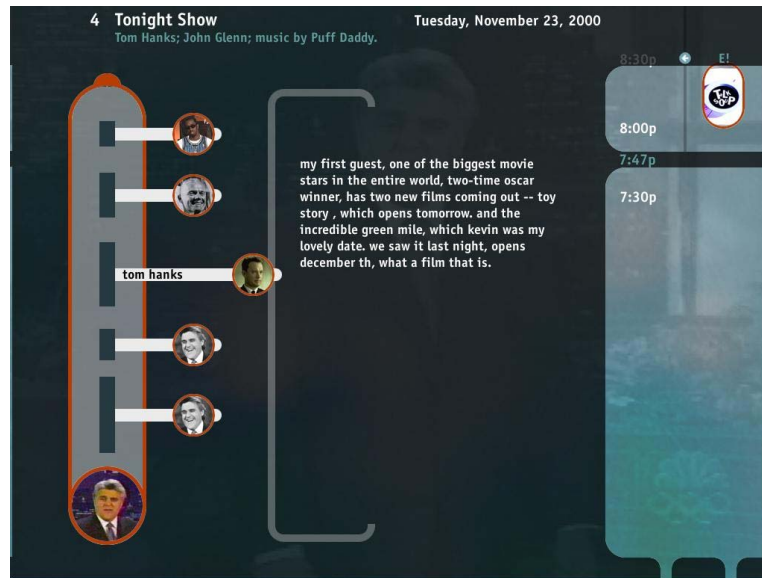 4 Tonight Show
Tuesday, November 23, 2000
Tom Hanks; John Glenn; music by Puff Daddy.
8:30p
E!
TALK SOUP
8:00p
7:47p
7:30p
my first guest, one of the biggest movie
stars in the entire world, two-time oscar
winner, has two new films coming out -- toy
story , which opens tomorrow. and the
incredible green mile, which kevin was my
lovely date. we saw it last night, opens
december th, what a film that is.
tom hanks